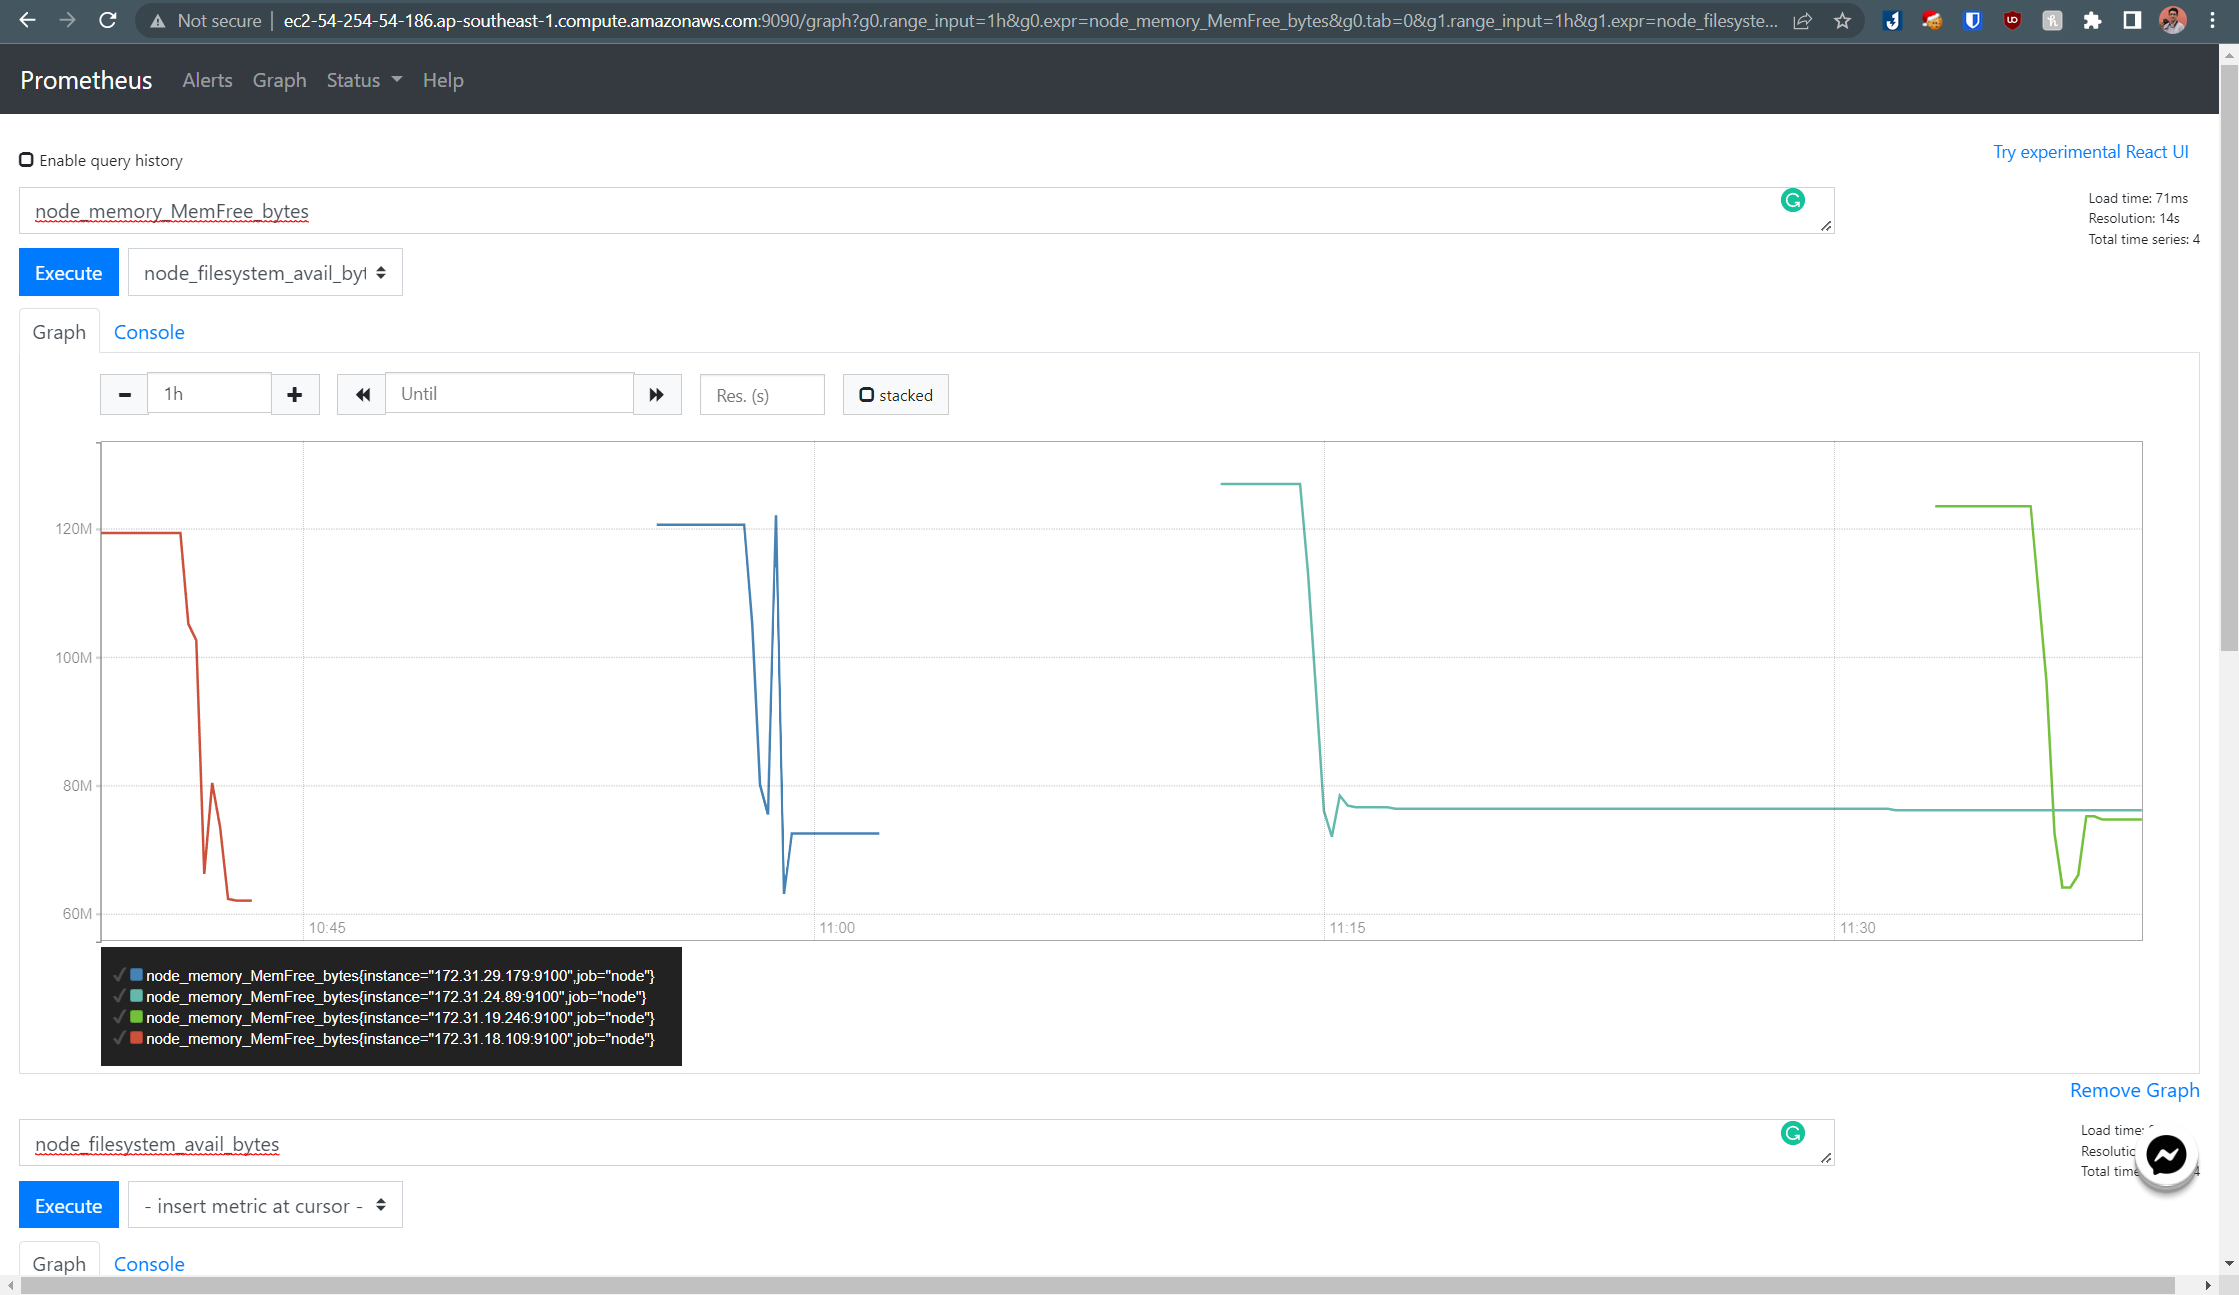 Not secure | ec2-54-254-54-186.ap-southeast-1.compute.amazonaws.com:9090/graph?g0.range_input=1h&g0.expr=node_memory_MemFree_bytes&g0.tab=0&g1.range_input=1h&g1.expr=node_filesyste...
Prometheus Alerts Graph Status Help
Enable query history
Try experimental React UI
node_memory_MemFree_bytes
Load time: 71ms
Resolution: 14s
Total time series: 4
Execute node_filesystem_avail_byt
Graph Console
1h Until Res. (s) stacked
120M
100M
80M
60M
10:45 11:00 11:15 11:30
node_memory_MemFree_bytes{instance="172.31.29.179:9100",job="node"}
node_memory_MemFree_bytes{instance="172.31.24.89:9100",job="node"}
node_memory_MemFree_bytes{instance="172.31.19.246:9100",job="node"}
node_memory_MemFree_bytes{instance="172.31.18.109:9100",job="node"}
Remove Graph
node_filesystem_avail_bytes
Load time:
Resolutic
Total time 4
Execute - insert metric at cursor -
Graph Console